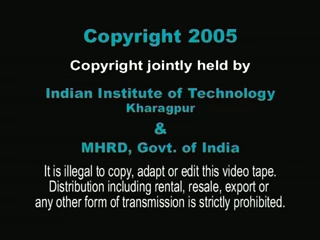 Copyright 2005
Copyright jointly held by
Indian Institute of Technology
Kharagpur
&
MHRD, Govt. of India
It is illegal to copy, adapt or edit this video tape.
Distribution including rental, resale, export or
any other form of transmission is strictly prohibited.